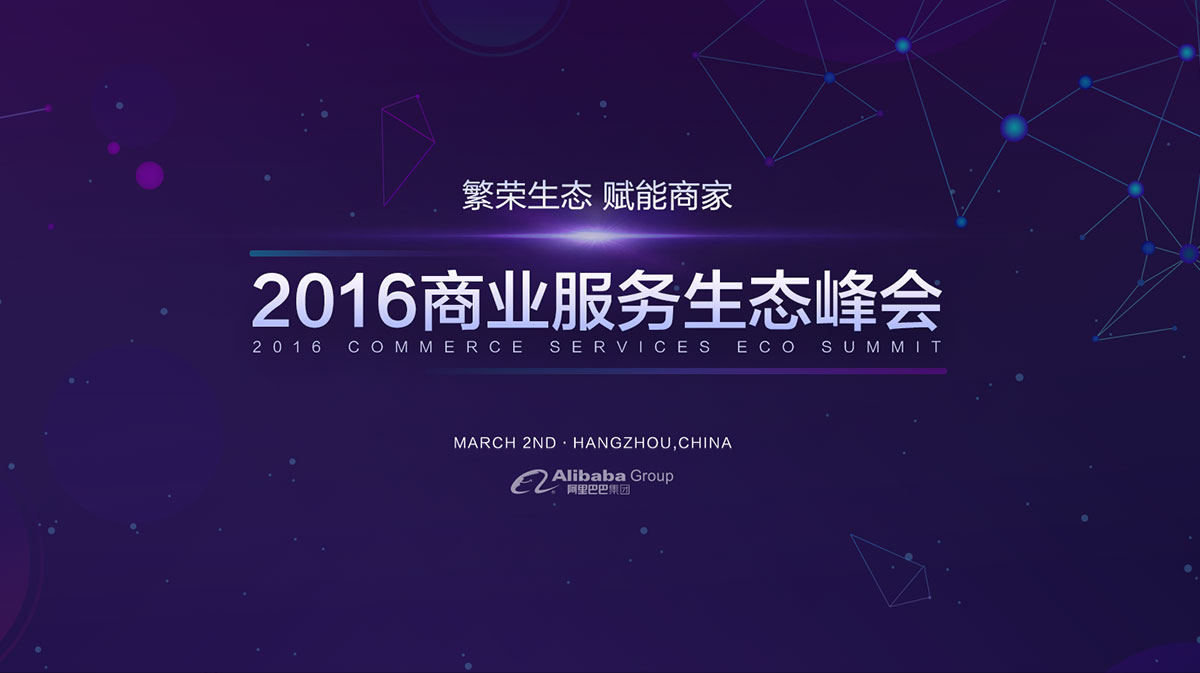 繁荣生态 赋能商家
2016商业服务生态峰会
2016 COMMERCE SERVICES ECO SUMMIT
MARCH 2ND · HANGZHOU,CHINA
Alibaba Group
阿里巴巴集团